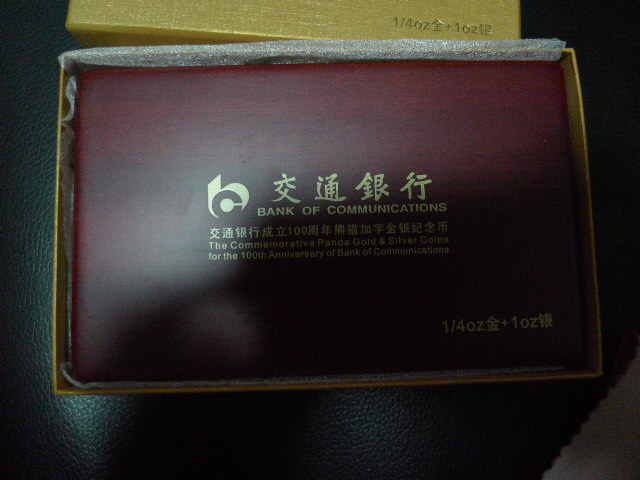 1/4oz金+1oz银
交通銀行
BANK OF COMMUNICATIONS
交通银行成立100周年熊猫加字金银纪念币
The Commemorative Panda Gold & Silver Coins
for the 100th Anniversary of Bank of Communications
1/4oz金+1oz银